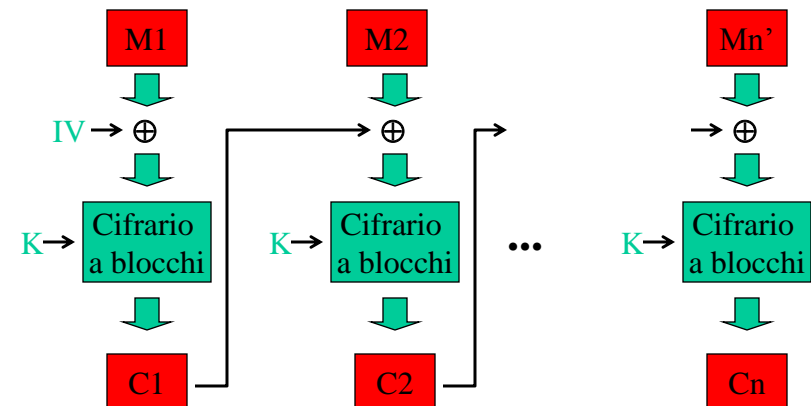 M1
M2
Mn'
IV
⊕
⊕
⊕
K
Cifrario
a blocchi
K
Cifrario
a blocchi
...
K
Cifrario
a blocchi
C1
C2
Cn